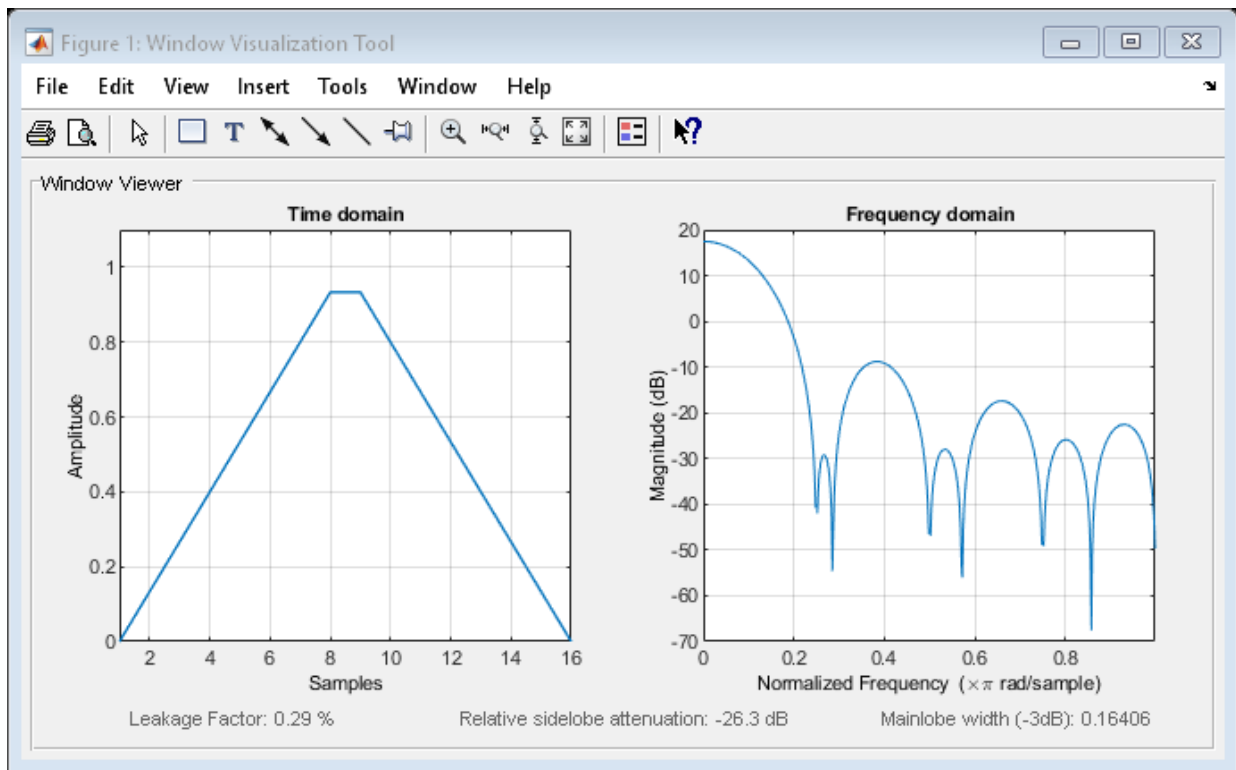 Figure 1: Window Visualization Tool
File Edit View Insert Tools Window Help
T
?
Window Viewer
Time domain
Amplitude
1
0.8
0.6
0.4
0.2
0
2 4 6 8 10 12 14 16
Samples
Frequency domain
Magnitude (dB)
20
10
0
-10
-20
-30
-40
-50
-60
-70
0 0.2 0.4 0.6 0.8
Normalized Frequency (×π rad/sample)
Leakage Factor: 0.29 %
Relative sidelobe attenuation: -26.3 dB
Mainlobe width (-3dB): 0.16406